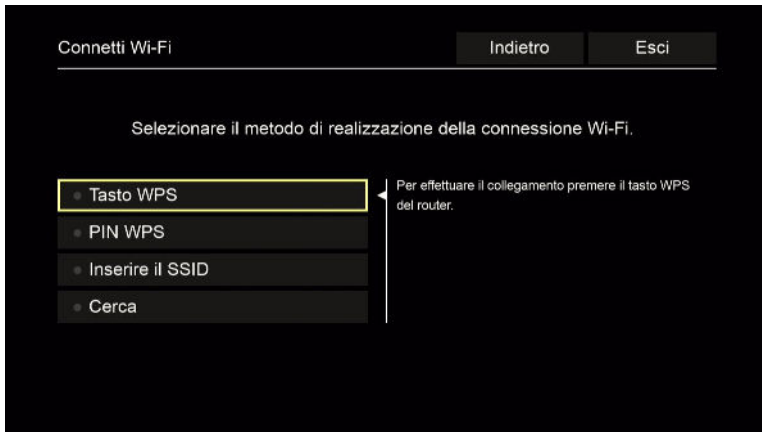 Connetti Wi-Fi
Indietro
Esci
Selezionare il metodo di realizzazione della connessione Wi-Fi.
Tasto WPS
PIN WPS
Inserire il SSID
Cerca
Per effettuare il collegamento premere il tasto WPS
del router.